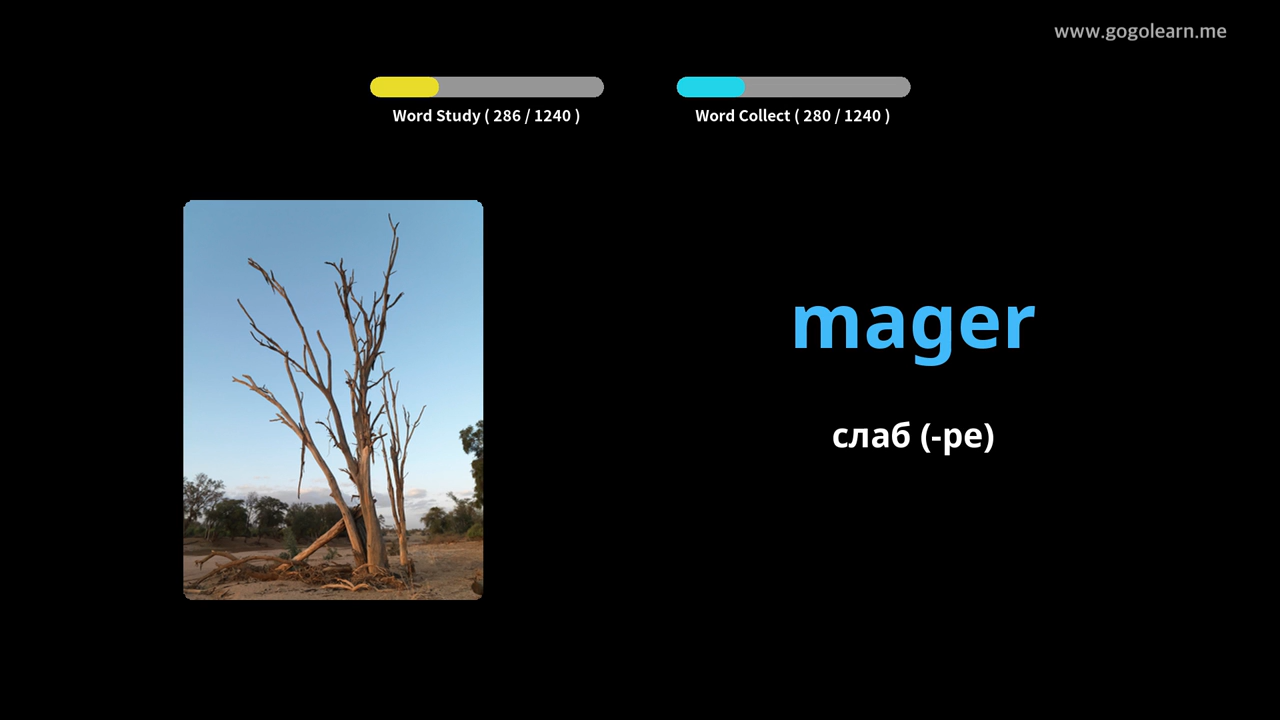 www.gogolearn.me
Word Study ( 286 / 1240 )
Word Collect ( 280 / 1240 )
mager
слаб (-ре)